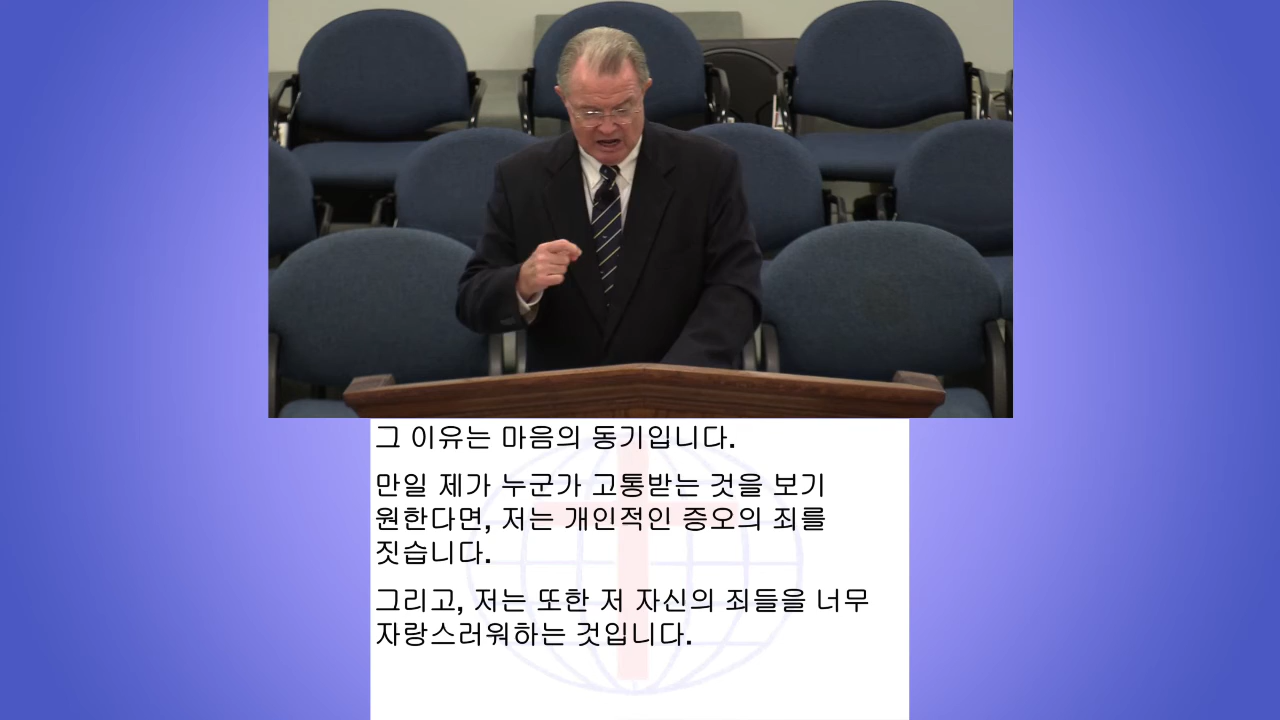 그 이유는 마음의 동기입니다.
만일 제가 누군가 고통받는 것을 보기
원한다면, 저는 개인적인 증오의 죄를
짓습니다.
그리고, 저는 또한 저 자신의 죄들을 너무
자랑스러워하는 것입니다.